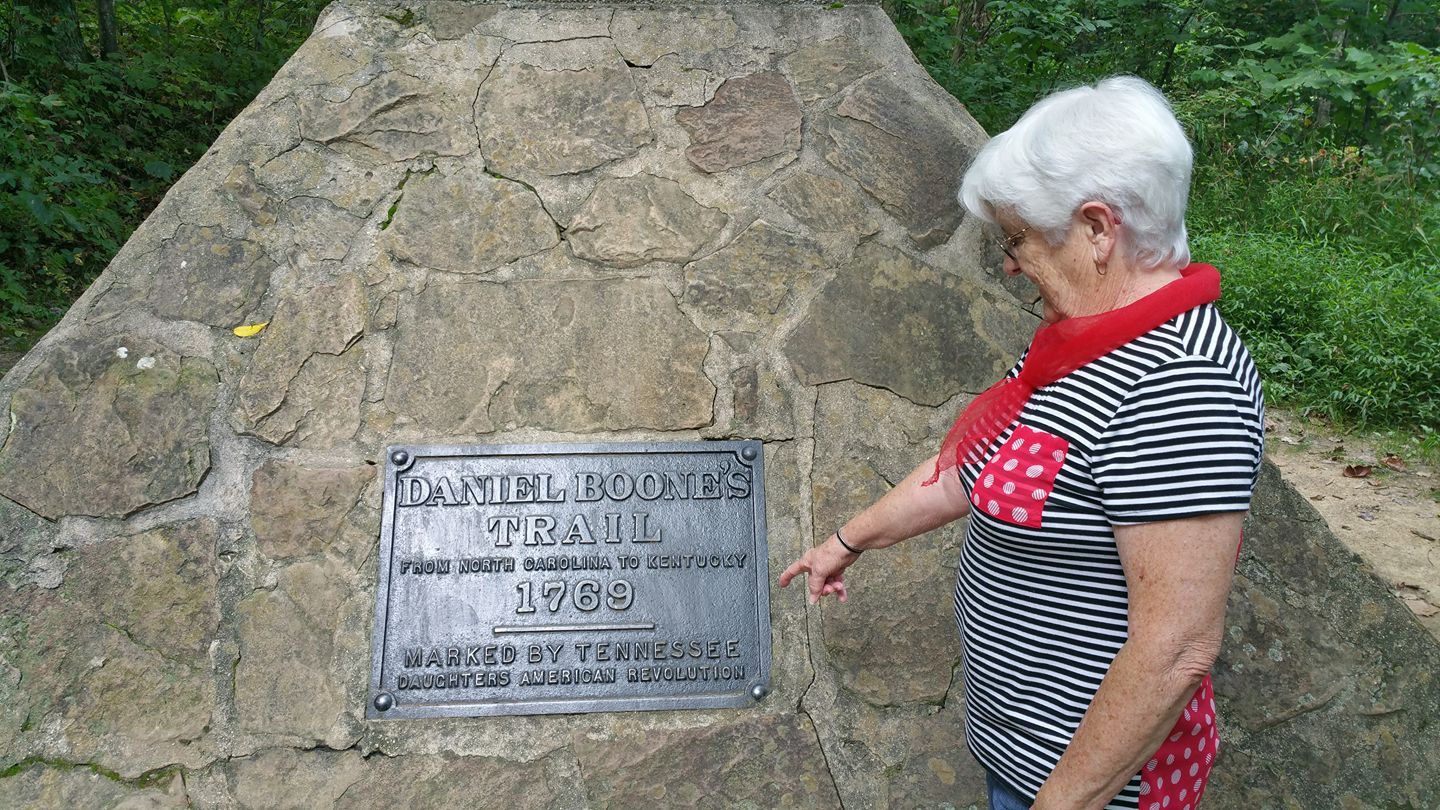 DANIEL BOONE'S
TRAIL
FROM NORTH CAROLINA TO KENTUCKY
1769
MARKED BY TENNESSEE
DAUGHTERS AMERICAN REVOLUTION